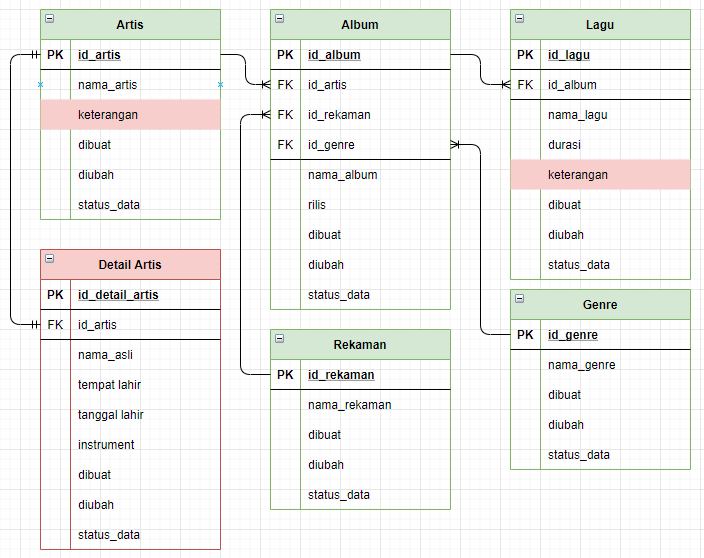 Artis
PK id_artis
nama_artis
keterangan
dibuat
diubah
status_data
Detail Artis
PK id_detail_artis
FK id_artis
nama_asli
tempat lahir
tanggal lahir
instrument
dibuat
diubah
status_data
Album
PK id_album
FK id_artis
FK id_rekaman
FK id_genre
nama_album
rilis
dibuat
diubah
status_data
Rekaman
PK id_rekaman
nama_rekaman
dibuat
diubah
status_data
Lagu
PK id_lagu
FK id_album
nama_lagu
durasi
keterangan
dibuat
diubah
status_data
Genre
PK id_genre
nama_genre
dibuat
diubah
status_data